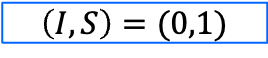 (I,S) = (0,1)